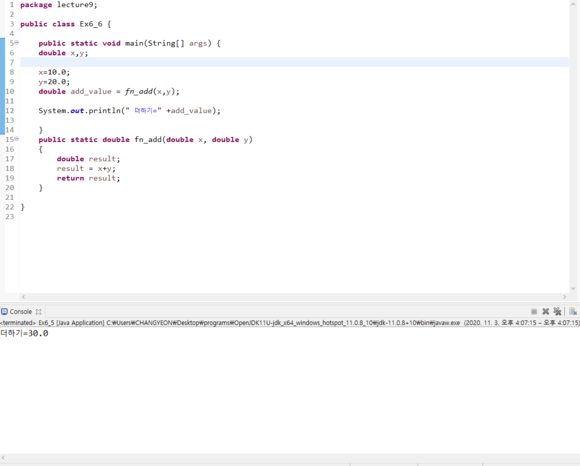 1 package lecture9;
2
3 public class Ex6_6 {
4
5 public static void main(String[] args) {
6 double x,y;
7
8 x=10.0;
9 y=20.0;
10 double add_value = fn_add(x,y);
11
12 System.out.println(" 더하기=" +add_value);
13
14 }
15 public static double fn_add(double x, double y)
16 {
17 double result;
18 result = x+y;
19 return result;
20 }
21
22 }
23
Console
<terminated> Ex6_5 [Java Application] C:₩Users₩CHANGYEON₩Desktop₩programs₩OpenJDK11U-jdk_x64_windows_hotspot_11.0.8_10₩jdk-11.0.8+10₩bin₩javaw.exe (2020. 11. 3. 오후 4:07:15 – 오후 4:07:15)
더하기=30.0